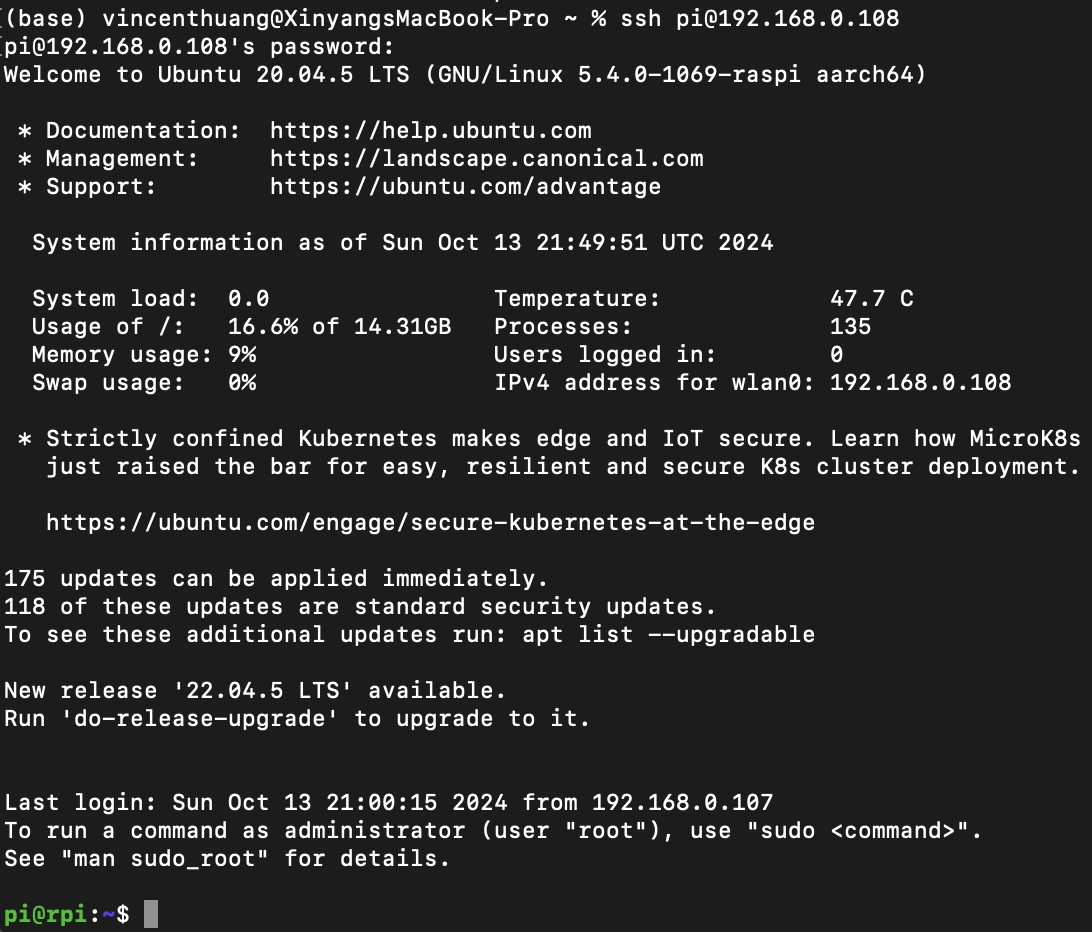 (base) vincenthuang@XinyangsMacBook-Pro ~ % ssh pi@192.168.0.108
pi@192.168.0.108's password:
Welcome to Ubuntu 20.04.5 LTS (GNU/Linux 5.4.0-1069-raspi aarch64)
* Documentation:  https://help.ubuntu.com
* Management:     https://landscape.canonical.com
* Support:        https://ubuntu.com/advantage
System information as of Sun Oct 13 21:49:51 UTC 2024
System load:  0.0                Temperature:            47.7 C
Usage of /:   16.6% of 14.31GB   Processes:              135
Memory usage: 9%                 Users logged in:        0
Swap usage:   0%                 IPv4 address for wlan0: 192.168.0.108
* Strictly confined Kubernetes makes edge and IoT secure. Learn how MicroK8s
just raised the bar for easy, resilient and secure K8s cluster deployment.
https://ubuntu.com/engage/secure-kubernetes-at-the-edge
175 updates can be applied immediately.
118 of these updates are standard security updates.
To see these additional updates run: apt list --upgradable
New release '22.04.5 LTS' available.
Run 'do-release-upgrade' to upgrade to it.
Last login: Sun Oct 13 21:00:15 2024 from 192.168.0.107
To run a command as administrator (user "root"), use "sudo <command>".
See "man sudo_root" for details.
pi@rpi:~$